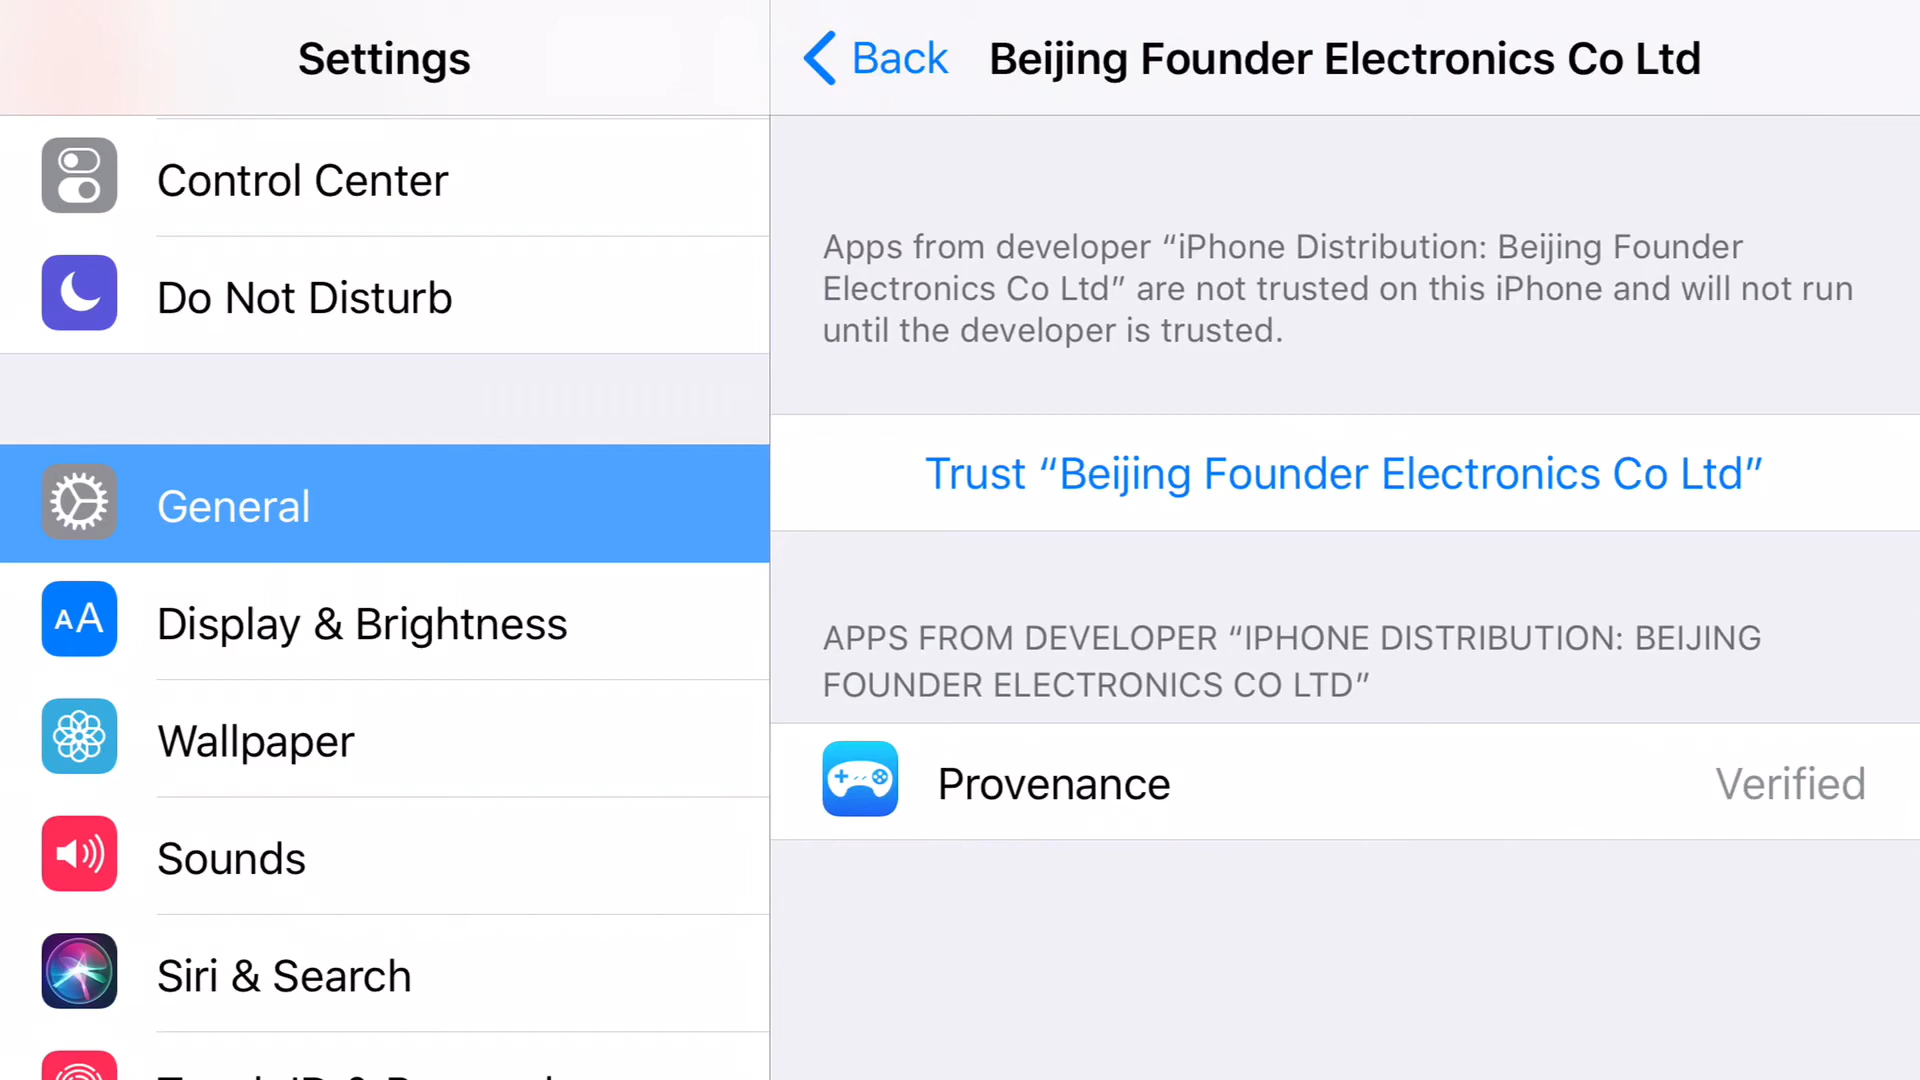 Settings
Control Center
Do Not Disturb
General
AA
Display & Brightness
Wallpaper
Sounds
Siri & Search
Back
Beijing Founder Electronics Co Ltd
Apps from developer “iPhone Distribution: Beijing Founder
Electronics Co Ltd” are not trusted on this iPhone and will not run
until the developer is trusted.
Trust “Beijing Founder Electronics Co Ltd”
APPS FROM DEVELOPER “IPHONE DISTRIBUTION: BEIJING
FOUNDER ELECTRONICS CO LTD”
Provenance
Verified